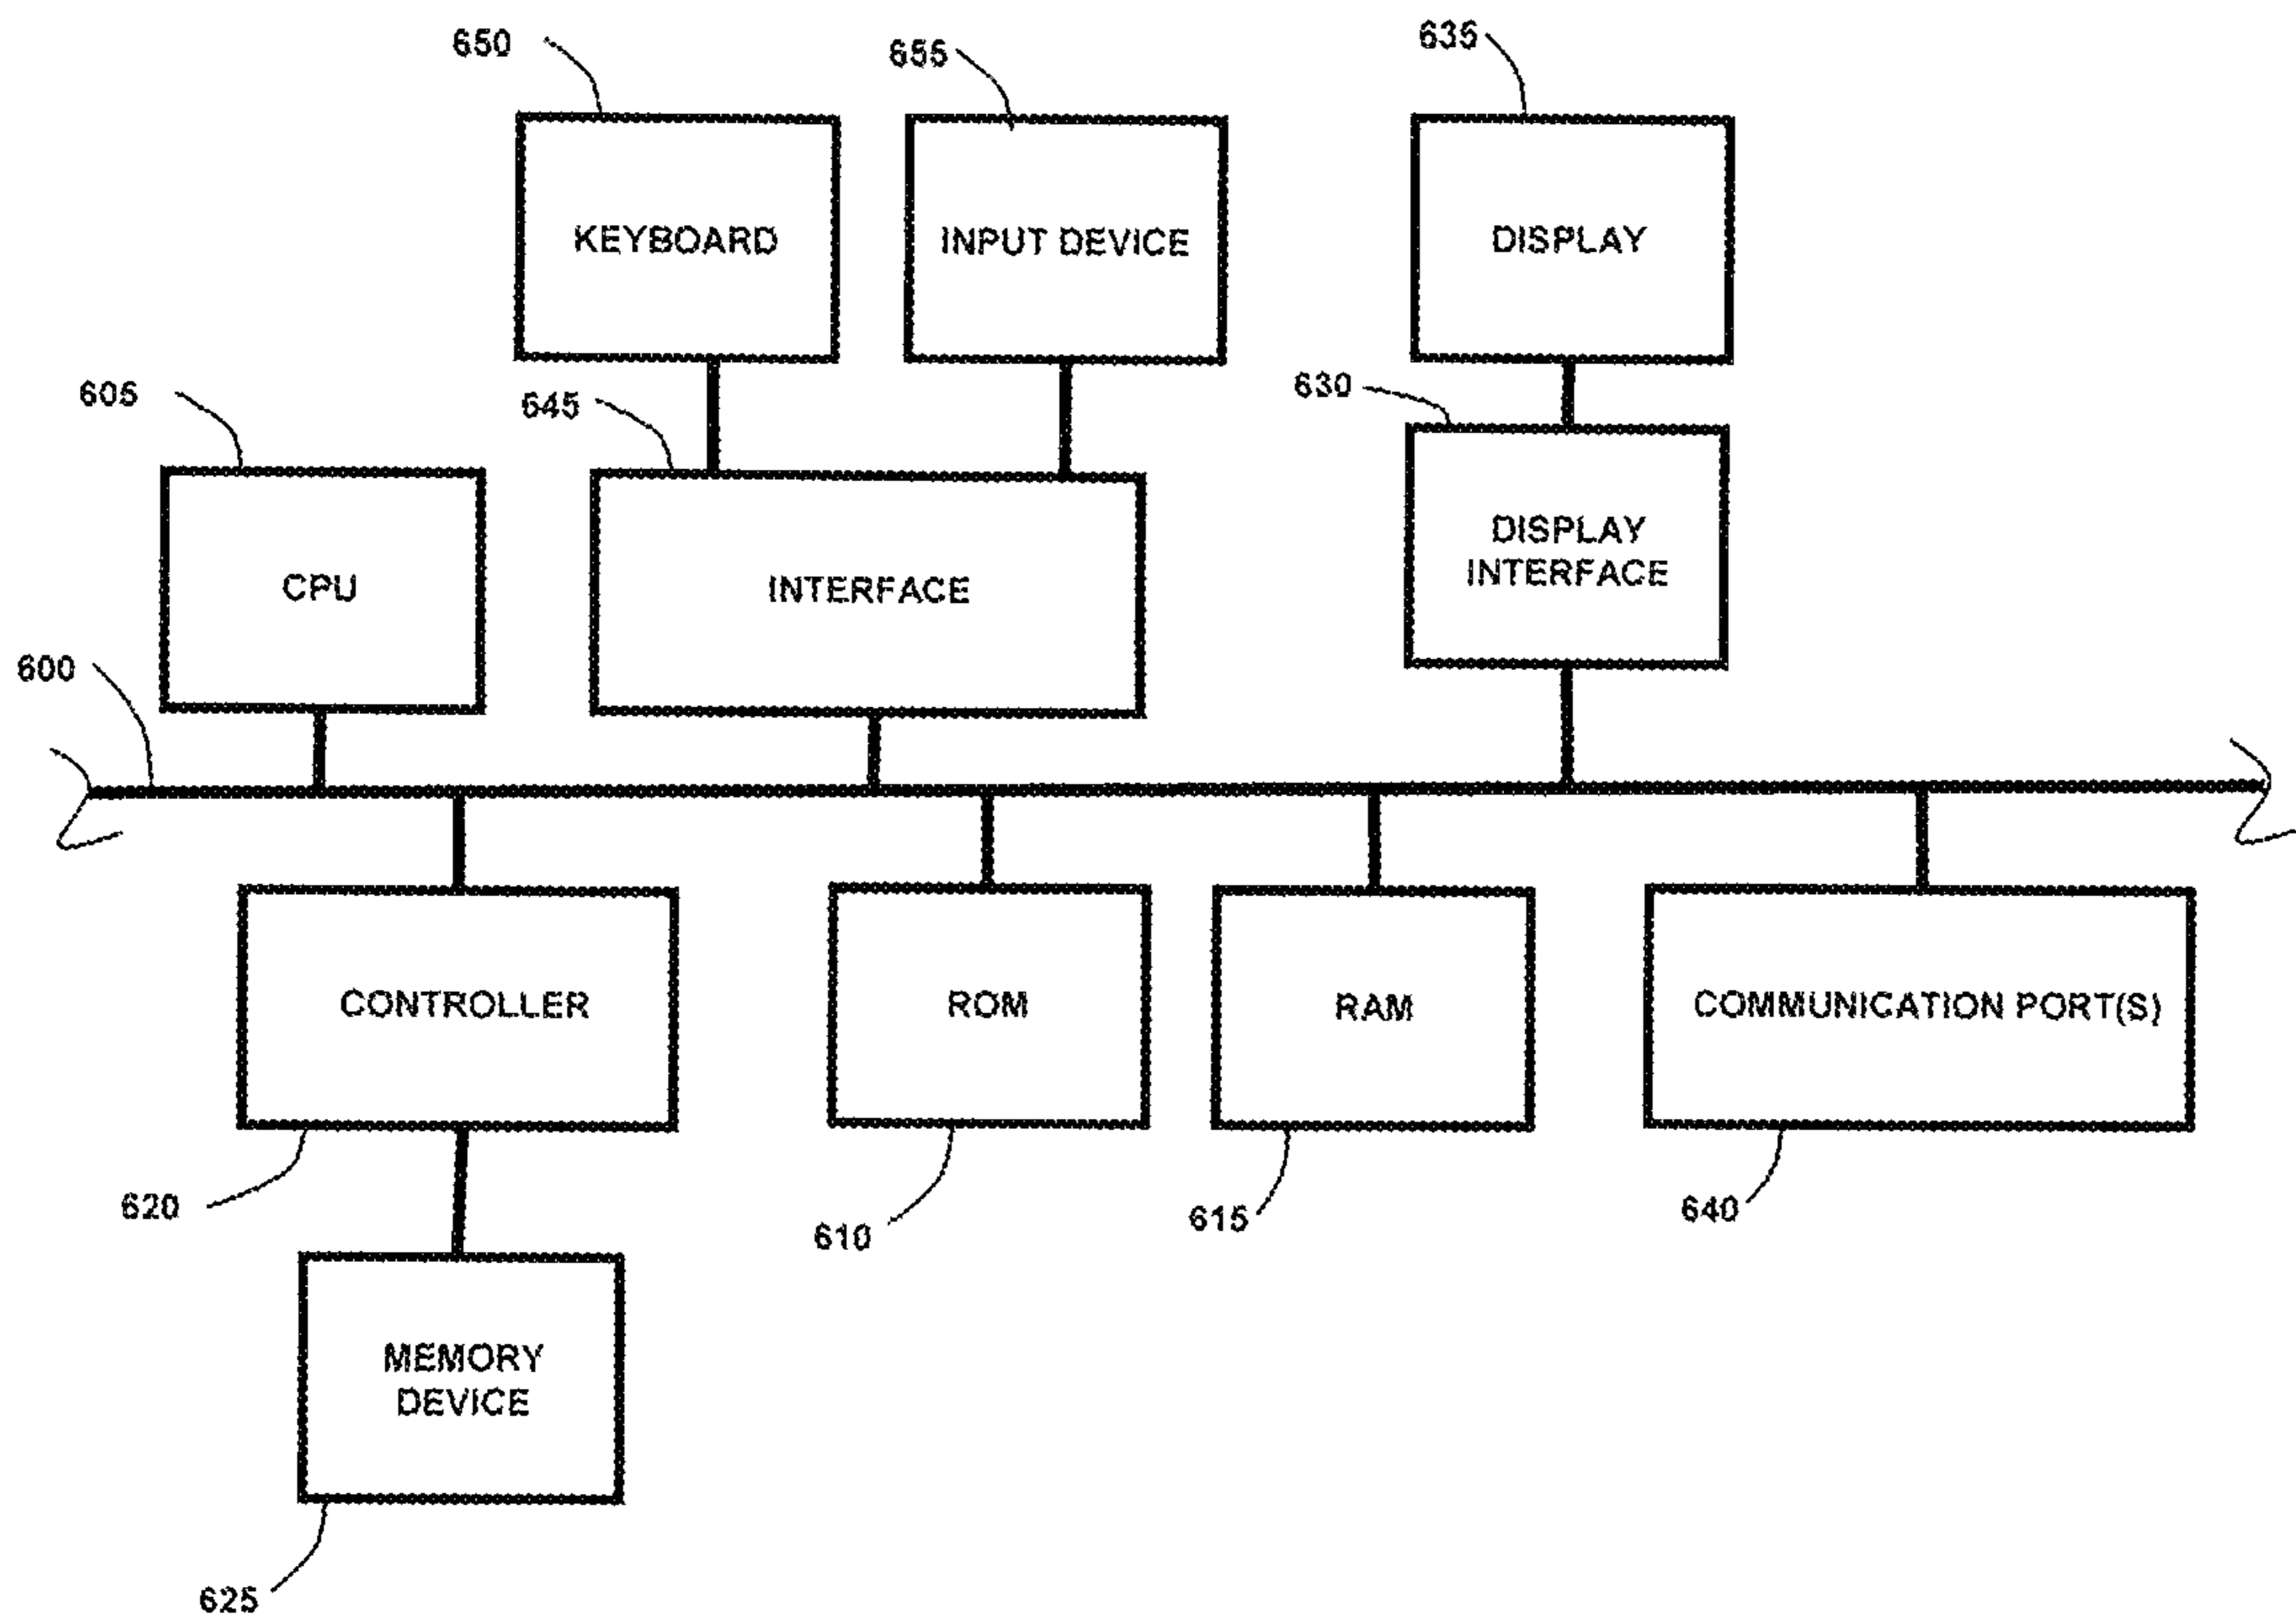 650
655
635
KEYBOARD
INPUT DEVICE
DISPLAY
605
645
630
CPU
INTERFACE
DISPLAY
INTERFACE
600
CONTROLLER
ROM
RAM
COMMUNICATION PORT(S)
620
610
615
640
MEMORY
DEVICE
625